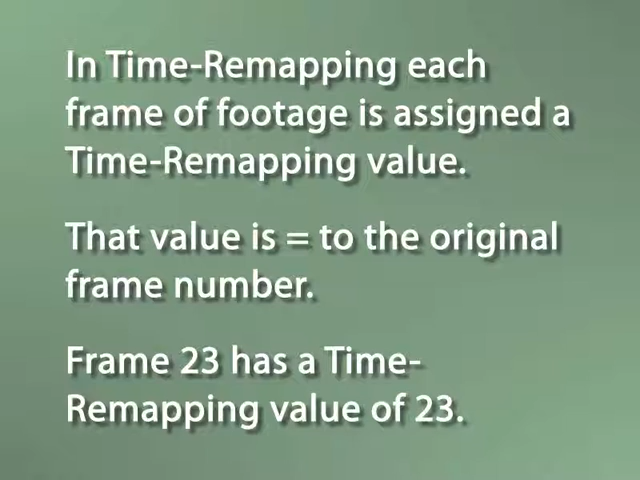 In Time-Remapping each
frame of footage is assigned a
Time-Remapping value.
That value is = to the original
frame number.
Frame 23 has a Time-
Remapping value of 23.